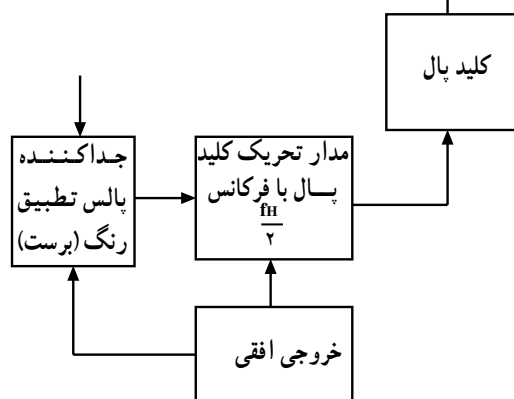 کلید پال
جداکننده
پالس تطبیق
رنگ (برست)
مدار تحریک کلید
پال با فرکانس
fH
۲
خروجی افقی